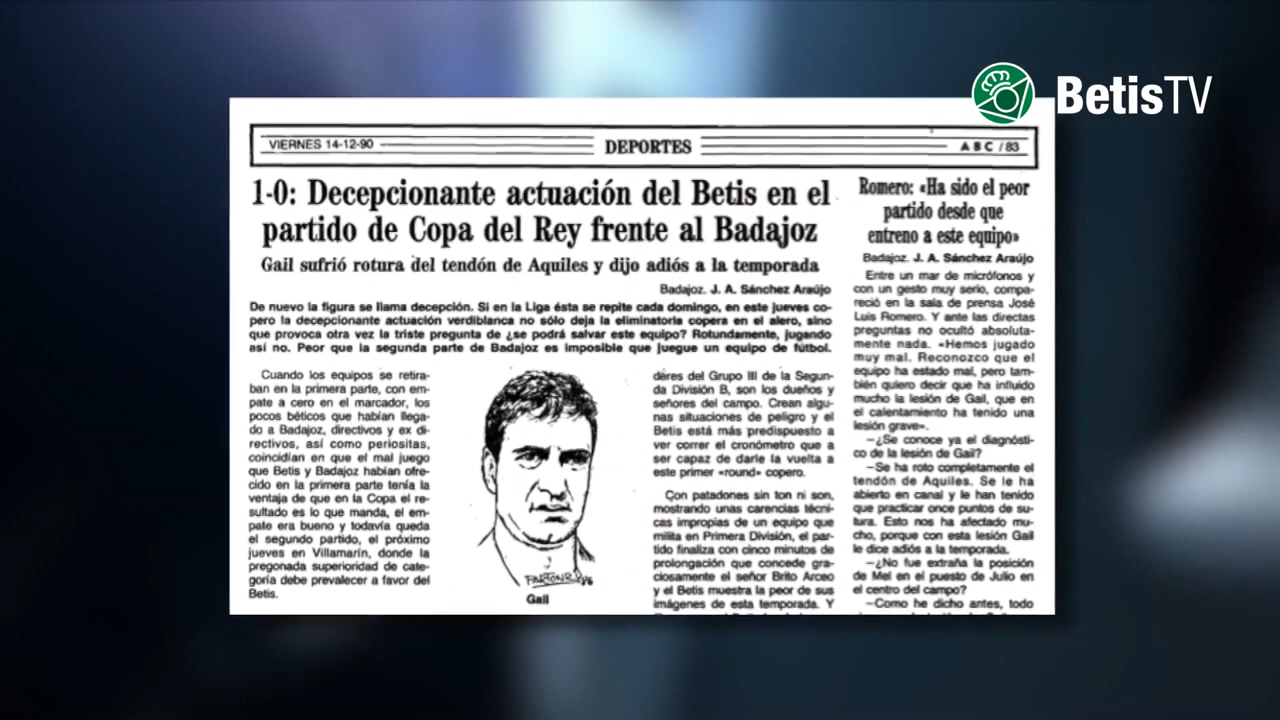 BetisTV
VIERNES 14-12-90
DEPORTES
A B C / 83
1-0: Decepcionante actuación del Betis en el
partido de Copa del Rey frente al Badajoz
Gail sufrió rotura del tendón de Aquiles y dijo adiós a la temporada
Badajoz. J. A. Sánchez Araújo
De nuevo la figura se llama decepción. Si en la Liga ésta se repite cada domingo, en este jueves co-
pero la decepcionante actuación verdiblanca no sólo deja la eliminatoria copera en el alero, sino
que provoca otra vez la triste pregunta de ¿se podrá salvar este equipo? Rotundamente, jugando
así no. Peor que la segunda parte de Badajoz es imposible que juegue un equipo de fútbol.
Cuando los equipos se retira-
ban en la primera parte, con em-
pate a cero en el marcador, los
pocos béticos que habían llega-
do a Badajoz, directivos y ex di-
rectivos, así como periositas,
coincidían en que el mal juego
que Betis y Badajoz habían ofre-
cido en la primera parte tenía la
ventaja de que en la Copa el re-
sultado es lo que manda, el em-
pate era bueno y todavía queda
el segundo partido, el próximo
jueves en Villamarín, donde la
pregonada superioridad de cate-
goría debe prevalecer a favor del
Betis.
Gail
deres del Grupo III de la Segun-
da División B, son los dueños y
señores del campo. Crean algu-
nas situaciones de peligro y el
Betis está más predispuesto a
ver correr el cronómetro que a
ser capaz de darle la vuelta a
este primer «round» copero.
Con patadones sin ton ni son,
mostrando unas carencias técni-
cas impropias de un equipo que
milita en Primera División, el par-
tido finaliza con cinco minutos de
prolongación que concede gra-
ciosamente el señor Brito Arceo
y el Betis muestra la peor de sus
imágenes de esta temporada. Y
Romero: «Ha sido el peor
partido desde que
entreno a este equipo»
Badajoz. J. A. Sánchez Araújo
Entre un mar de micrófonos y
con un gesto muy serio, compa-
reció en la sala de prensa José
Luis Romero. Y ante las directas
preguntas no ocultó absoluta-
mente nada. «Hemos jugado
muy mal. Reconozco que el
equipo ha estado mal, pero tam-
bién quiero decir que ha influido
mucho la lesión de Gail, que en
el calentamiento ha tenido una
lesión grave».
—¿Se conoce ya el diagnósti-
co de la lesión de Gail?
—Se ha roto completamente el
tendón de Aquiles. Se le ha
abierto en canal y le han tenido
que practicar once puntos de su-
tura. Esto nos ha afectado mu-
cho, porque con esta lesión Gail
le dice adiós a la temporada.
—¿No fue extraña la posición
de Mel en el puesto de Julio en
el centro del campo?
—Como he dicho antes, todo